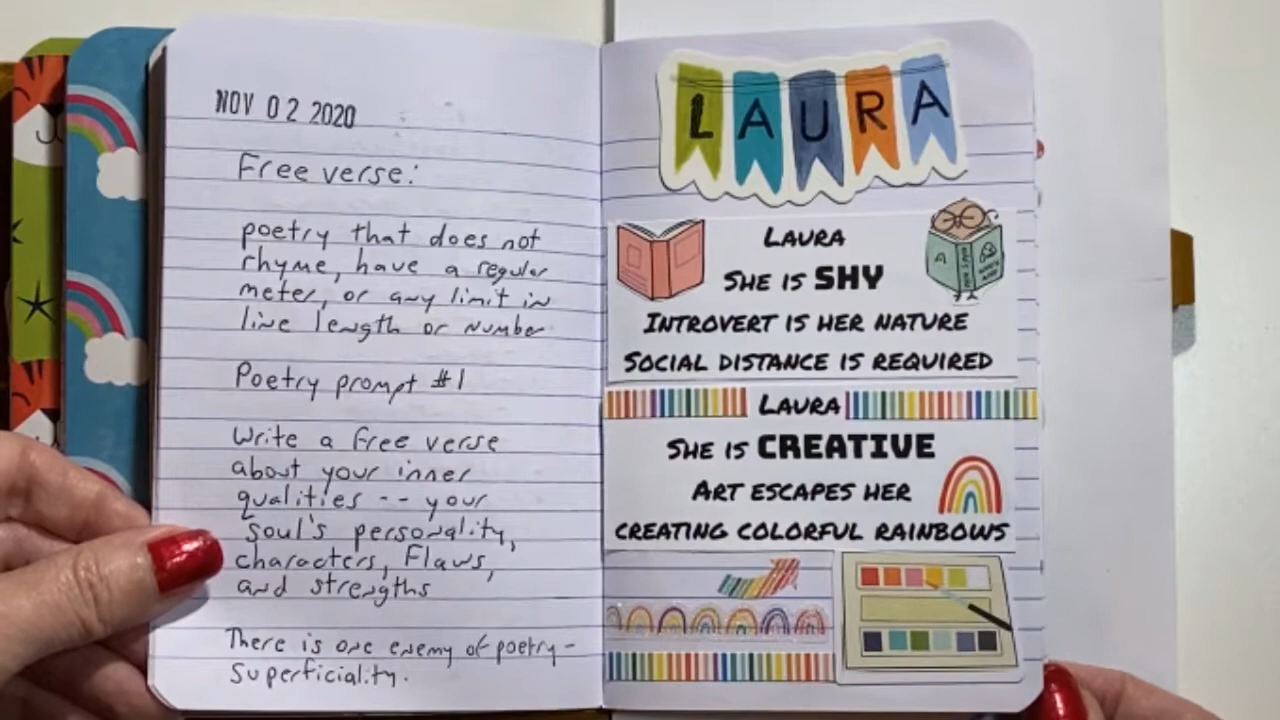 NOV 02 2020
Free verse:
poetry that does not
rhyme, have a regular
meter, or any limit in
line length or number
Poetry prompt #1
Write a free verse
about your inner
qualities -- your
soul's personality,
characters, flaws,
and strengths
There is one enemy of poetry -
superficiality.
LAURA
LAURA
SHE IS SHY
INTROVERT IS HER NATURE
SOCIAL DISTANCE IS REQUIRED
LAURA
SHE IS CREATIVE
ART ESCAPES HER
CREATING COLORFUL RAINBOWS